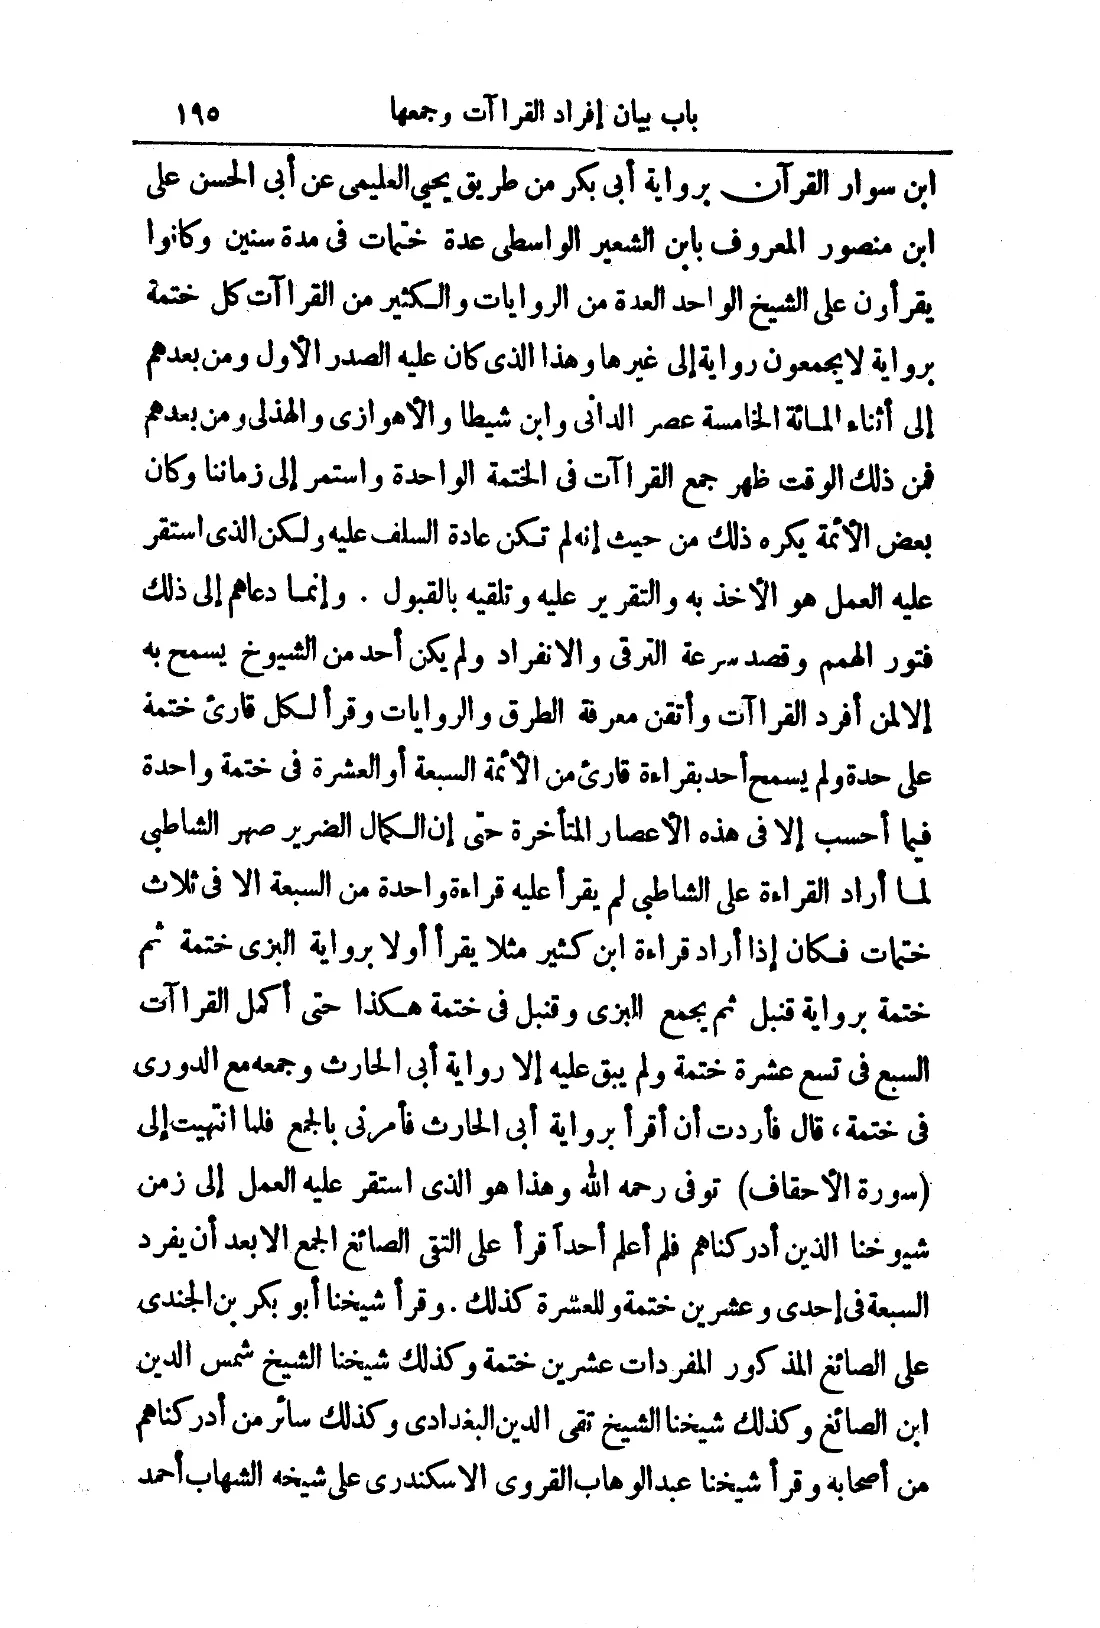 باب بيان إفراد القراآت وجمعها ١٩٥
ابن سوار القرآن برواية أبى بكر من طريق يحيى العليمى عن أبى الحسن على
ابن منصور المعروف بابن الشعير الواسطى عدة ختمات فى مدة سنين وكانوا
يقرأون على الشيخ الواحد العدة من الروايات والكثير من القراآت كل ختمة
برواية لا يجمعون رواية إلى غيرها وهذا الذى كان عليه الصدر الأول ومن بعدهم
إلى أثناء المائة الخامسة عصر الدانى وابن شيطا والأهوازى والهذلى ومن بعدهم
فمن ذلك الوقت ظهر جمع القراآت فى الختمة الواحدة واستمر إلى زماننا وكان
بعض الأئمة يكره ذلك من حيث إنه لم تكن عادة السلف عليه ولكن الذى استقر
عليه العمل هو الأخذ به والتقرير عليه وتلقيه بالقبول . وإنما دعاهم إلى ذلك
فتور الهمم وقصد سرعة الترقى والانفراد ولم يكن أحد من الشيوخ يسمح به
إلا لمن أفرد القراآت وأتقن معرفة الطرق والروايات وقرأ لكل قارئ ختمة
على حدة ولم يسمح أحد بقراءة قارئ من الأئمة السبعة أو العشرة فى ختمة واحدة
فيما أحسب إلا فى هذه الأعصار المتأخرة حتى إن الكمال الضرير صهر الشاطبى
لما أراد القراءة على الشاطبى لم يقرأ عليه قراءة واحدة من السبعة الا فى ثلاث
ختمات فكان إذا أراد قراءة ابن كثير مثلا يقرأ أولا برواية البزى ختمة ثم
ختمة برواية قنبل ثم يجمع البزى وقنبل فى ختمة هكذا حتى أكمل القراآت
السبع فى تسع عشرة ختمة ولم يبق عليه إلا رواية أبى الحارث وجمعه مع الدورى
فى ختمة، قال فأردت أن أقرأ برواية أبى الحارث فأمرنى بالجمع فلما انتهيت إلى
(سورة الأحقاف) توفى رحمه الله وهذا هو الذى استقر عليه العمل إلى زمن
شيوخنا الذين أدركناهم فلم أعلم أحداً قرأ على التقى الصائغ الجمع الا بعد أن يفرد
السبعة فى إحدى وعشرين ختمة وللعشرة كذلك . وقرأ شيخنا أبو بكر بن الجندى
على الصائغ المذكور المفردات عشرين ختمة وكذلك شيخنا الشيخ شمس الدين
ابن الصائغ وكذلك شيخنا الشيخ تقى الدين البغدادى وكذلك سائر من أدركناهم
من أصحابه وقرأ شيخنا عبد الوهاب القروى الاسكندرى على شيخه الشهاب أحمد